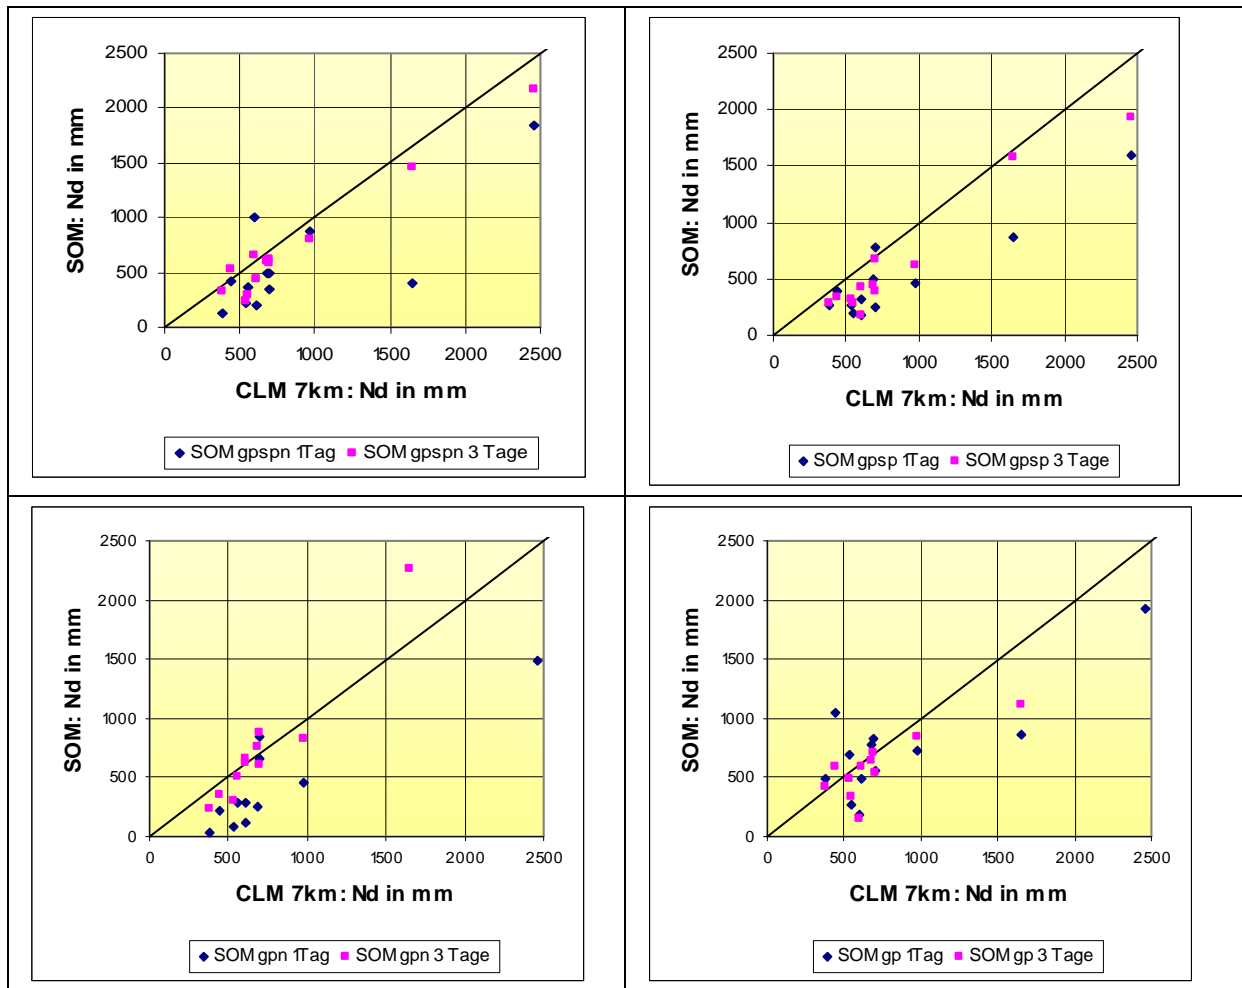 2500
2000
1500
1000
500
0
0 500 1000 1500 2000 2500
SOM: Nd in mm
CLM 7km: Nd in mm
SOM gpspn 1Tag SOM gpspn 3 Tage
2500
2000
1500
1000
500
0
0 500 1000 1500 2000 2500
SOM: Nd in mm
CLM 7km: Nd in mm
SOM gpsp 1Tag SOM gpsp 3 Tage
2500
2000
1500
1000
500
0
0 500 1000 1500 2000 2500
SOM: Nd in mm
CLM 7km: Nd in mm
SOM gpn 1Tag SOM gpn 3 Tage
2500
2000
1500
1000
500
0
0 500 1000 1500 2000 2500
SOM: Nd in mm
CLM 7km: Nd in mm
SOM gp 1Tag SOM gp 3 Tage